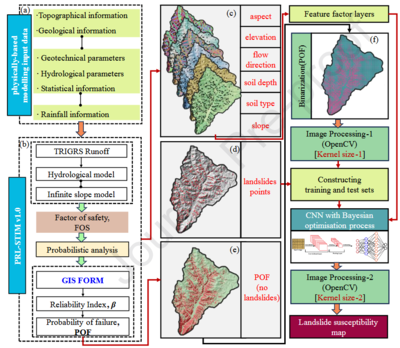 (a)
physically-based
modelling input data
· Topographical information
· Geological information
· Geotechnical parameters
· Hydrological parameters
· Statistical information
· Rainfall information
(b)
PRL-STIM v1.0
TRIGRS Runoff
Hydrological model
Infinite slope model
Factor of safety,
FOS
Probabilistic analysis
GIS FORM
Reliability Index, β
Probability of failure,
POF
(c)
aspect
elevation
flow
direction
soil depth
soil type
slope
(d)
landslides
points
(e)
POF
(no
landslides)
Feature factor layers
(f)
Binarization(POF)
Image Processing-1
(OpenCV)
[Kernel size-1]
Constructing
training and test sets
CNN with Bayesian
optimisation process
Image Processing-2
(OpenCV)
[Kernel size-2]
Landslide susceptibility
map